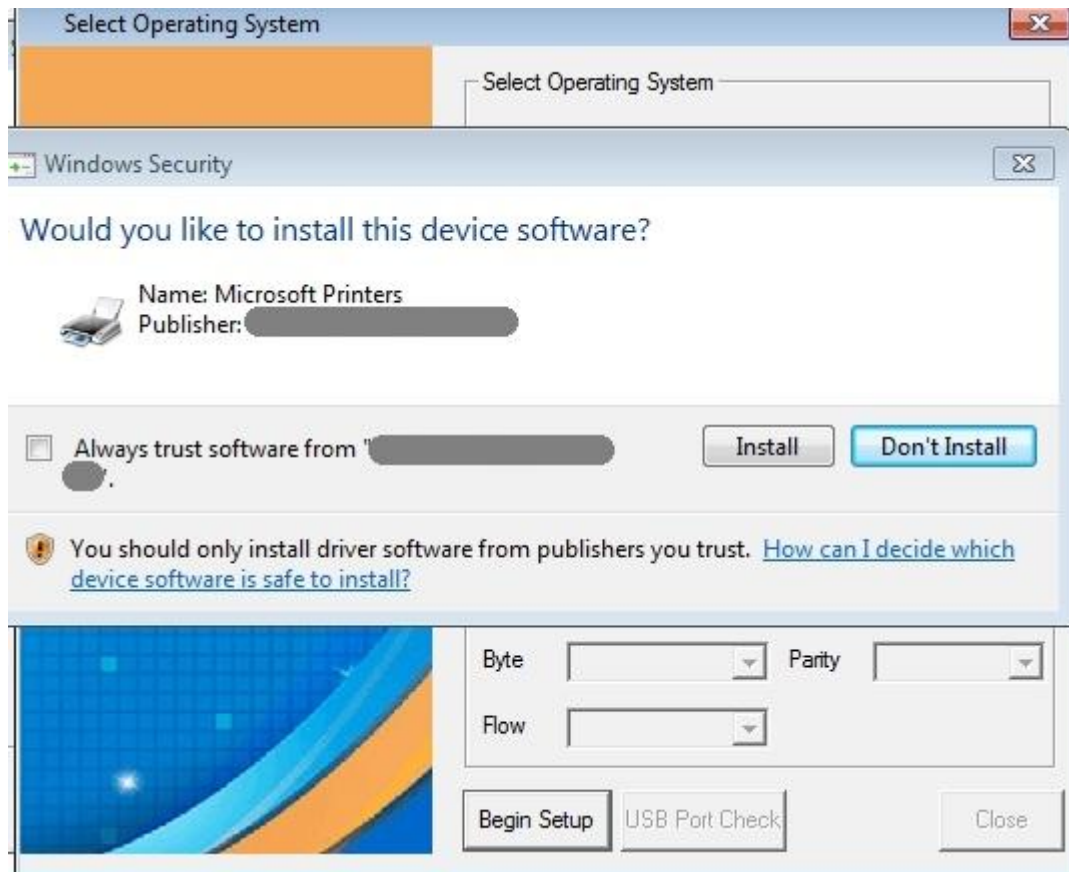 Select Operating System
Select Operating System
Windows Security
Would you like to install this device software?
Name: Microsoft Printers
Publisher:
Always trust software from "
".
Install
Don't Install
You should only install driver software from publishers you trust. How can I decide which
device software is safe to install?
Byte
Parity
Flow
Begin Setup
USB Port Check
Close